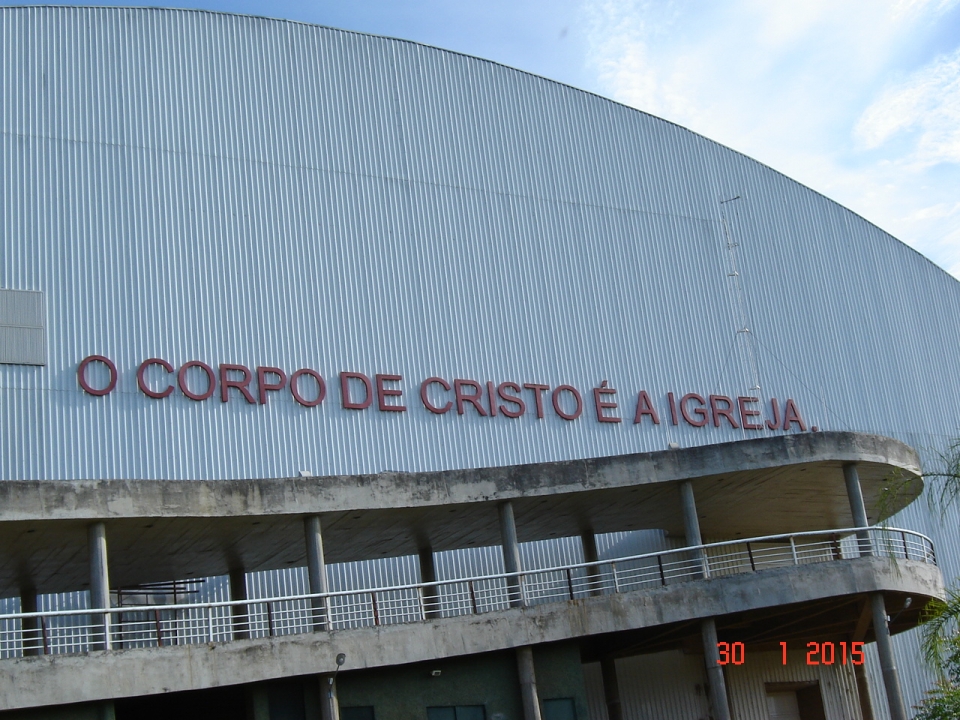 O CORPO DE CRISTO É A IGREJA.
30 1 2015